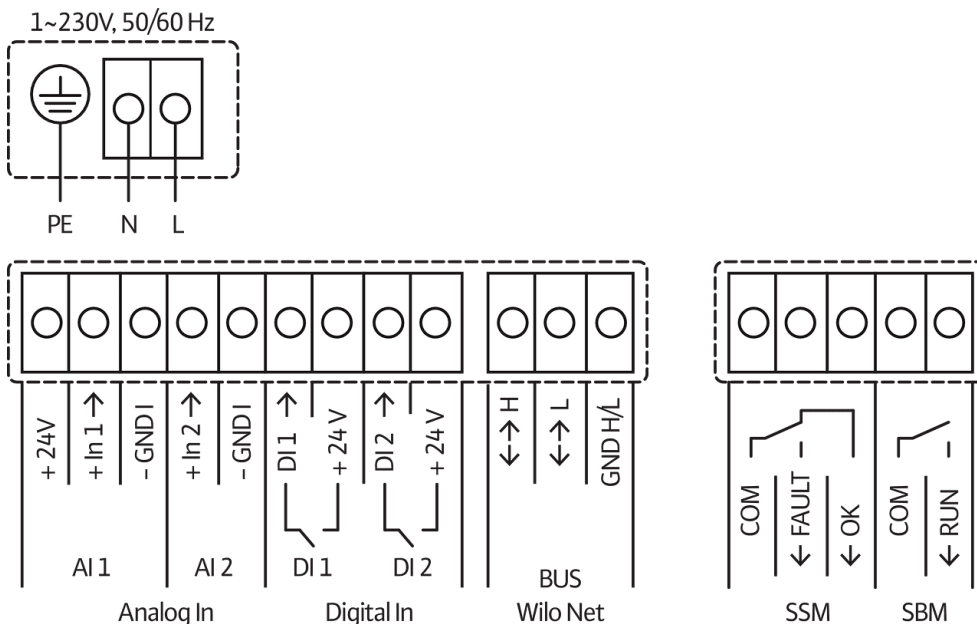 1~230V, 50/60 Hz
PE
N
L
+ 24V
+ In 1 →
- GND I
+ In 2 →
- GND I
DI 1 →
+ 24 V
DI 2 →
+ 24 V
↔ H
↔ L
GND H/L
COM
← FAULT
← OK
COM
← RUN
AI 1
AI 2
DI 1
DI 2
BUS
Analog In
Digital In
Wilo Net
SSM
SBM